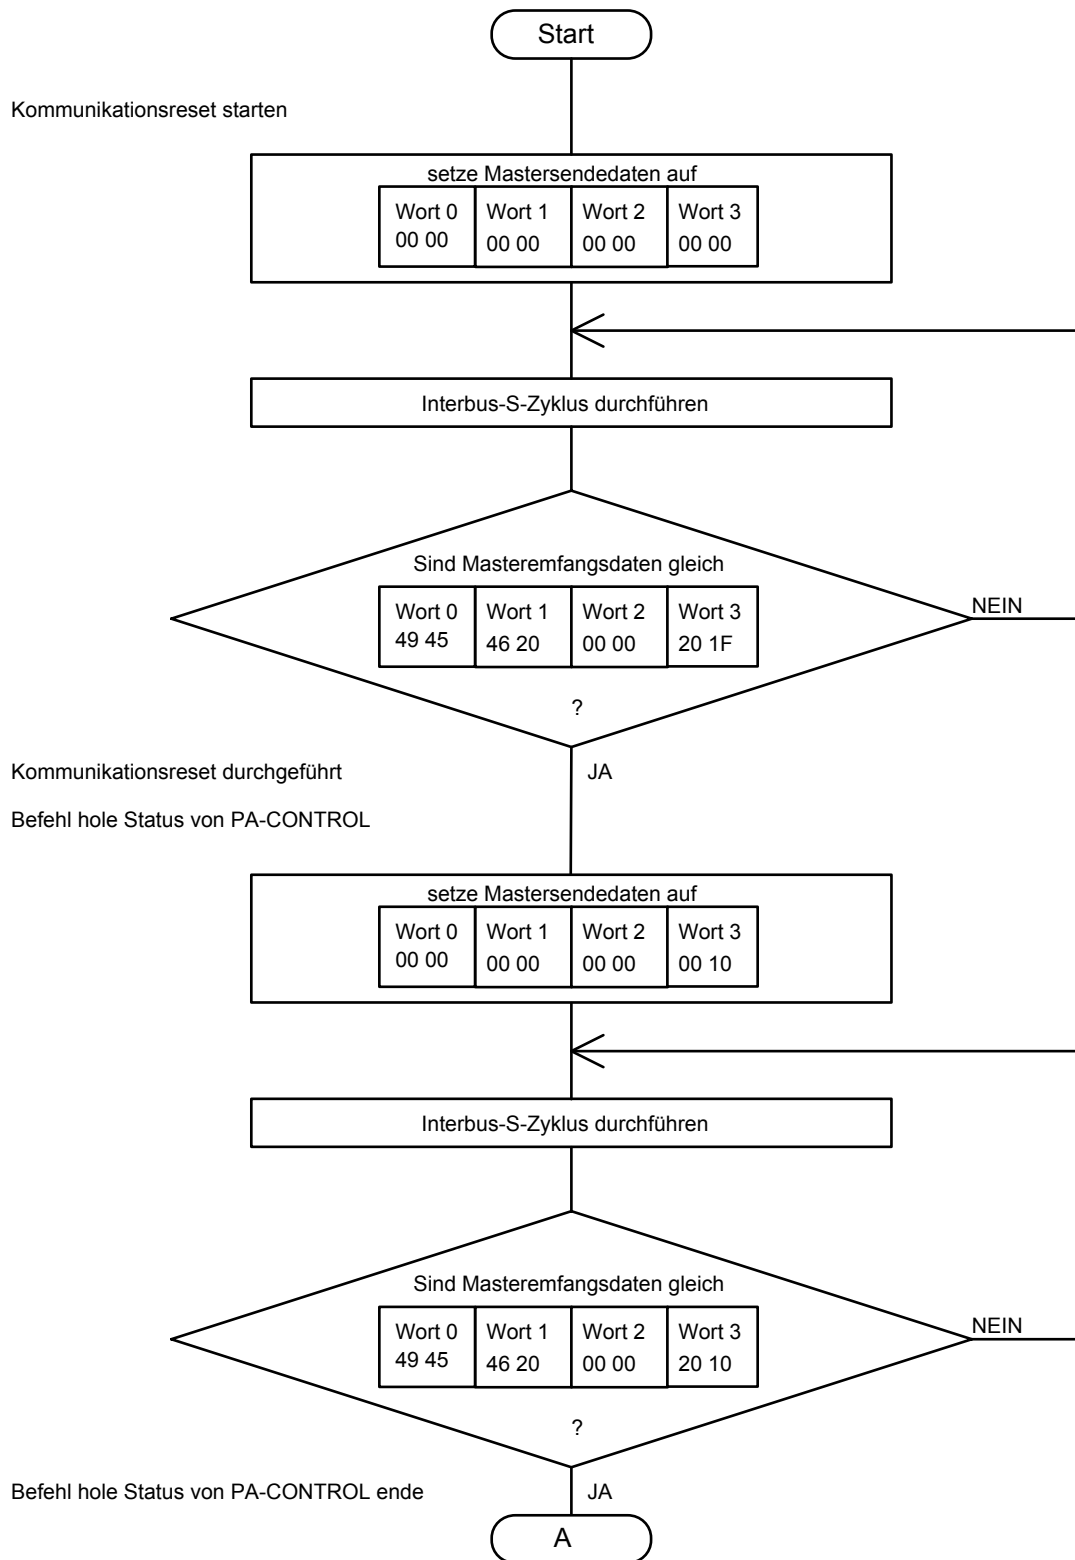 Start
Kommunikationsreset starten
setze Mastersendedaten auf
Wort 0 Wort 1 Wort 2 Wort 3
00 00 00 00 00 00 00 00
Interbus-S-Zyklus durchführen
Sind Masteremfangsdaten gleich
Wort 0 Wort 1 Wort 2 Wort 3
49 45 46 20 00 00 20 1F
NEIN
?
Kommunikationsreset durchgeführt
JA
Befehl hole Status von PA-CONTROL
setze Mastersendedaten auf
Wort 0 Wort 1 Wort 2 Wort 3
00 00 00 00 00 00 00 10
Interbus-S-Zyklus durchführen
Sind Masteremfangsdaten gleich
Wort 0 Wort 1 Wort 2 Wort 3
49 45 46 20 00 00 20 10
NEIN
?
Befehl hole Status von PA-CONTROL ende
JA
A